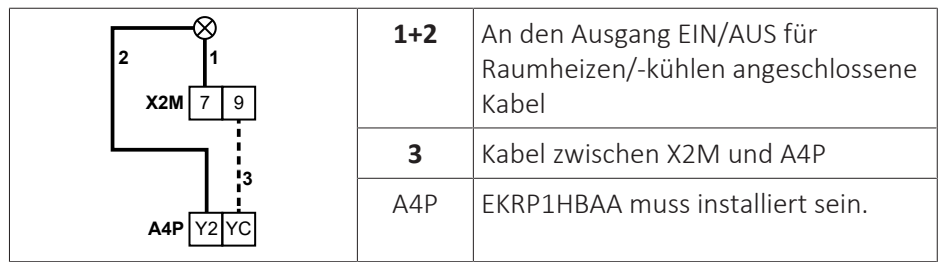 2
1
X2M 7 9
3
A4P Y2 YC
1+2 An den Ausgang EIN/AUS für
Raumheizen/-kühlen angeschlossene
Kabel
3 Kabel zwischen X2M und A4P
A4P EKRP1HBAA muss installiert sein.